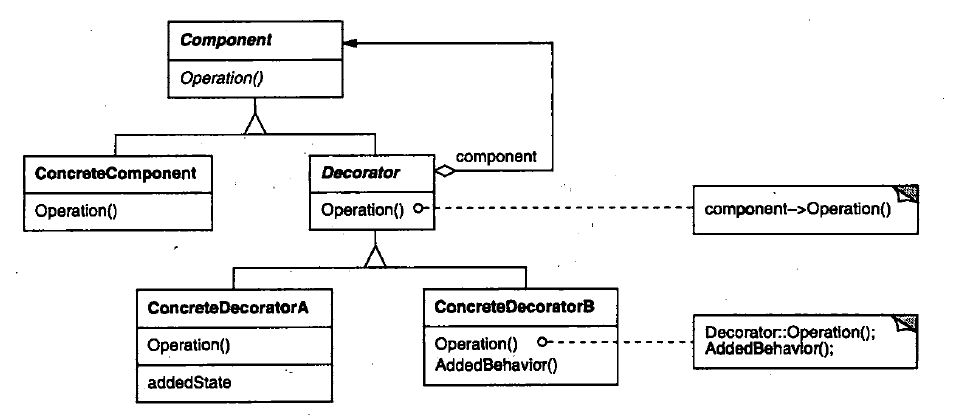 Component
Operation()
component
ConcreteComponent
Operation()
Decorator
Operation()
component–>Operation()
ConcreteDecoratorA
Operation()
addedState
ConcreteDecoratorB
Operation()
AddedBehavior()
Decorator::Operation();
AddedBehavior();